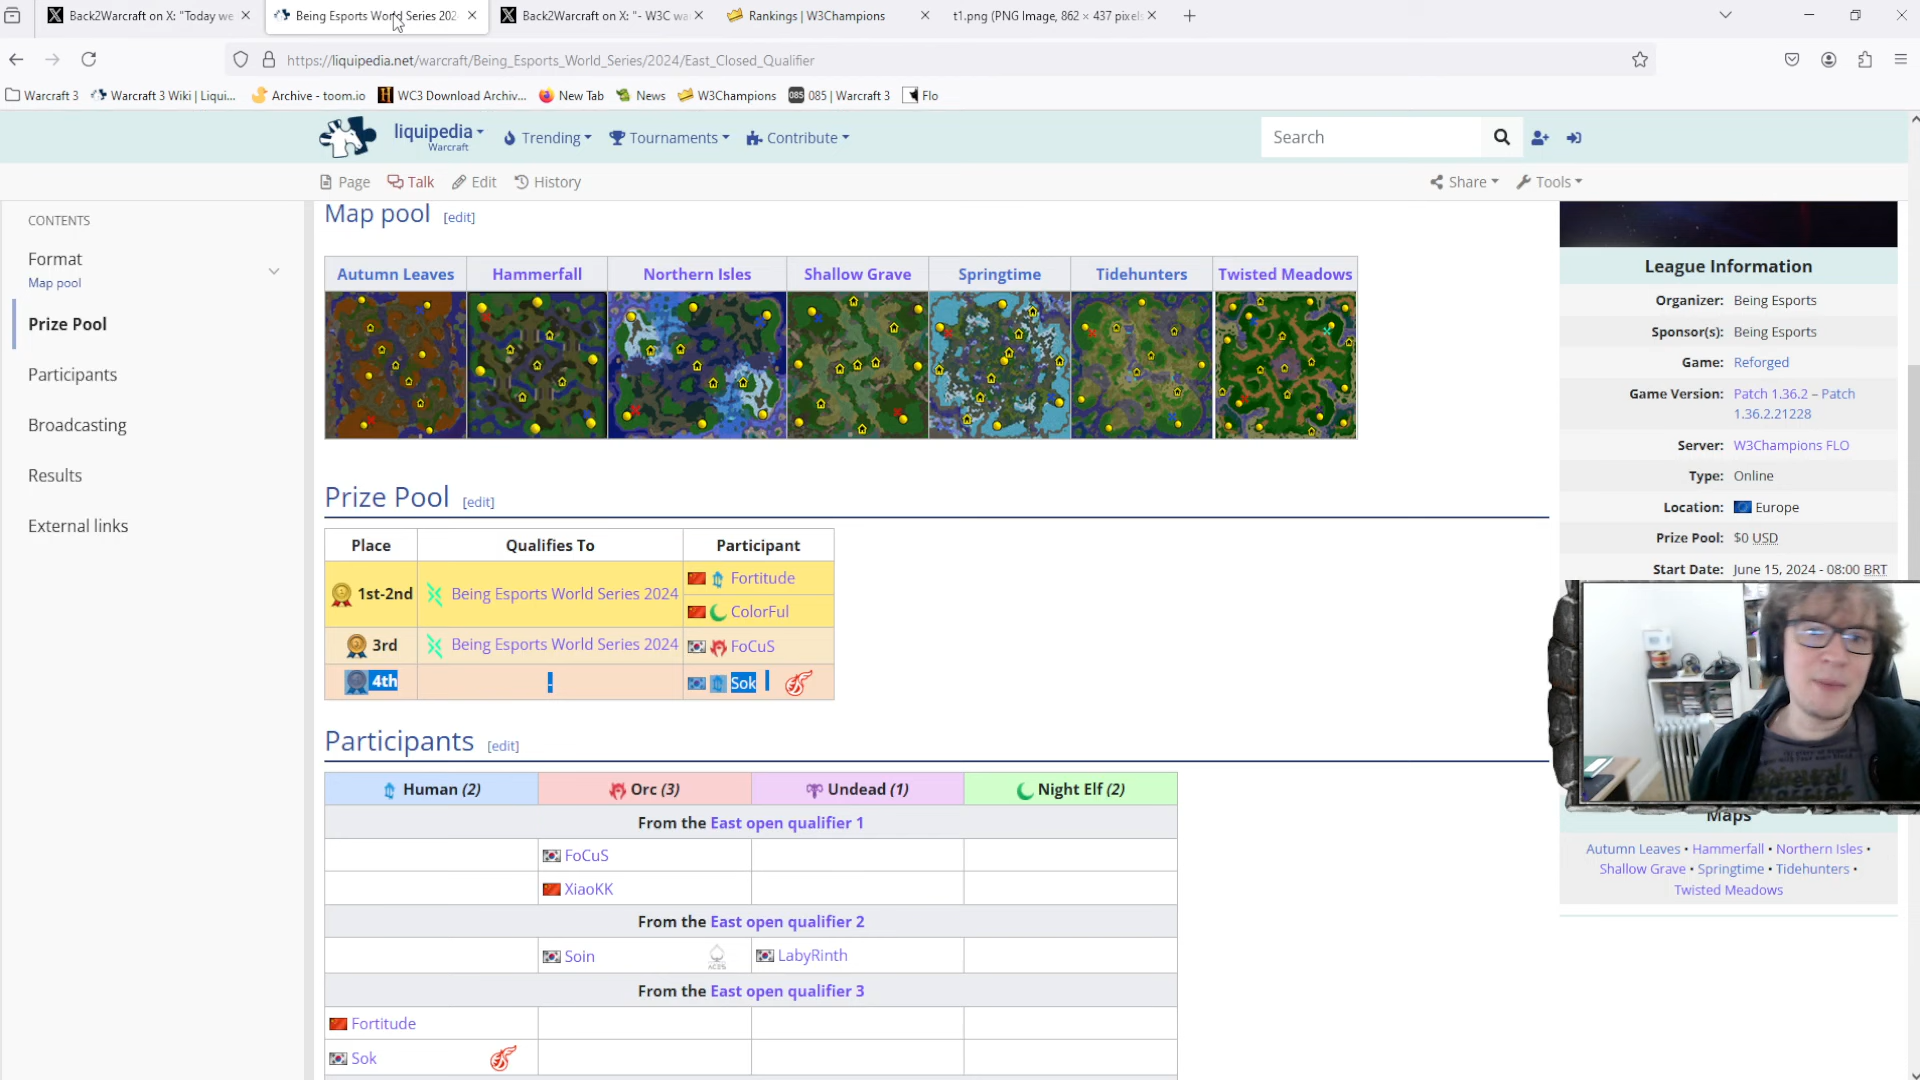 Back2Warcraft on X: "Today we
Being Esports World Series 202
Back2Warcraft on X: "- W3C wa
Rankings | W3Champions
t1.png (PNG Image, 862 × 437 pixels
https://liquipedia.net/warcraft/Being_Esports_World_Series/2024/East_Closed_Qualifier
Warcraft 3
Warcraft 3 Wiki | Liqui...
Archive - toom.io
WC3 Download Archiv...
New Tab
News
W3Champions
085 | Warcraft 3
Flo
liquipedia
Warcraft
Trending
Tournaments
Contribute
Search
Page
Talk
Edit
History
Share
Tools
CONTENTS
Format
Map pool
Prize Pool
Participants
Broadcasting
Results
External links
Map pool [edit]
Autumn Leaves Hammerfall Northern Isles Shallow Grave Springtime Tidehunters Twisted Meadows
Prize Pool [edit]
Place Qualifies To Participant
1st-2nd Being Esports World Series 2024 Fortitude
ColorFul
3rd Being Esports World Series 2024 FoCuS
4th - Sok
Participants [edit]
Human (2) Orc (3) Undead (1) Night Elf (2)
From the East open qualifier 1
FoCuS
XiaoKK
From the East open qualifier 2
Soin ACES LabyRinth
From the East open qualifier 3
Fortitude
Sok
League Information
Organizer: Being Esports
Sponsor(s): Being Esports
Game: Reforged
Game Version: Patch 1.36.2 – Patch
1.36.2.21228
Server: W3Champions FLO
Type: Online
Location: Europe
Prize Pool: $0 USD
Start Date: June 15, 2024 - 08:00 BRT
Maps
Autumn Leaves • Hammerfall • Northern Isles •
Shallow Grave • Springtime • Tidehunters •
Twisted Meadows